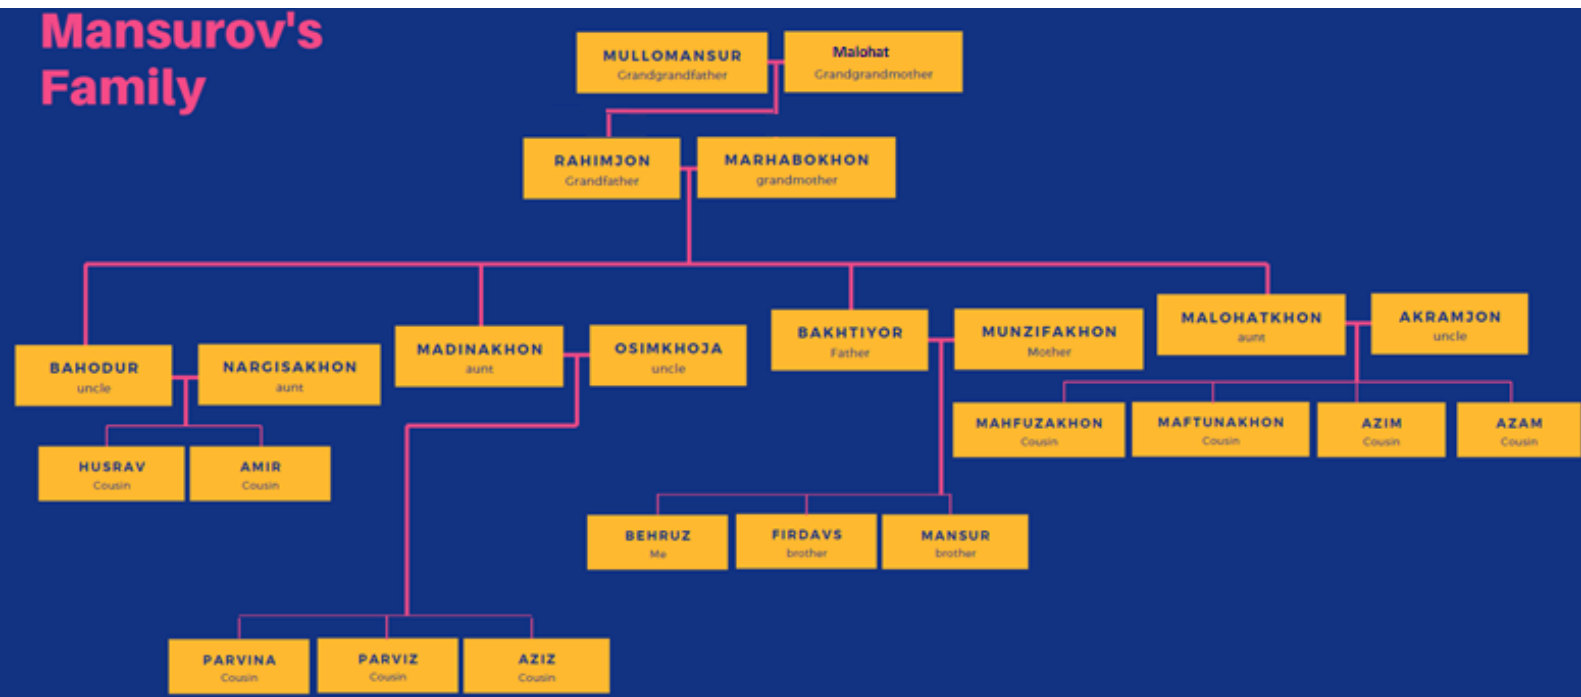 Mansurov's
Family
MULLOMANSUR
Grandgrandfather
Malohat
Grandgrandmother
RAHIMJON
Grandfather
MARHABOKHON
grandmother
BAHODUR
uncle
NARGISAKHON
aunt
MADINAKHON
aunt
OSIMKHOJA
uncle
BAKHTIYOR
Father
MUNZIFAKHON
Mother
MALOHATKHON
aunt
AKRAMJON
uncle
HUSRAV
Cousin
AMIR
Cousin
MAHFUZAKHON
Cousin
MAFTUNAKHON
Cousin
AZIM
Cousin
AZAM
Cousin
BEHRUZ
Me
FIRDAVS
brother
MANSUR
brother
PARVINA
Cousin
PARVIZ
Cousin
AZIZ
Cousin